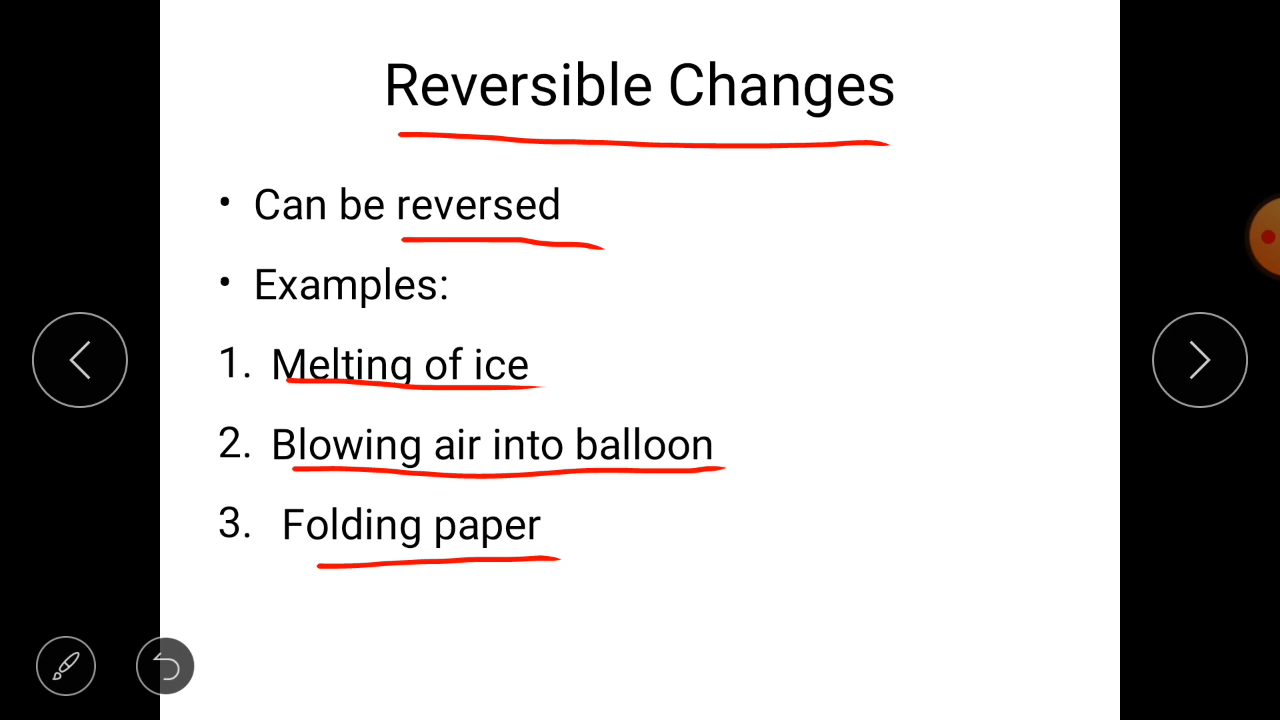 Reversible Changes
• Can be reversed
• Examples:
1. Melting of ice
2. Blowing air into balloon
3. Folding paper